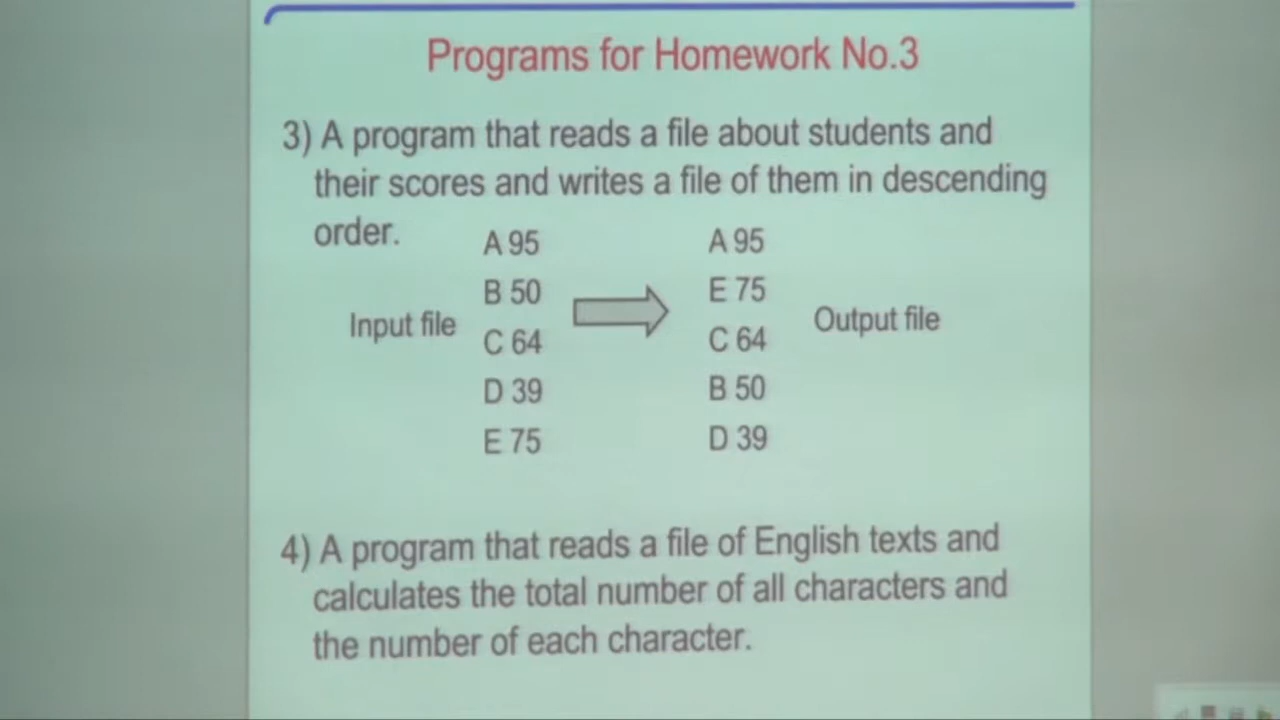 Programs for Homework No.3
3) A program that reads a file about students and
their scores and writes a file of them in descending
order.
A 95
B 50
C 64
D 39
E 75
Input file
A 95
E 75
C 64
B 50
D 39
Output file
4) A program that reads a file of English texts and
calculates the total number of all characters and
the number of each character.